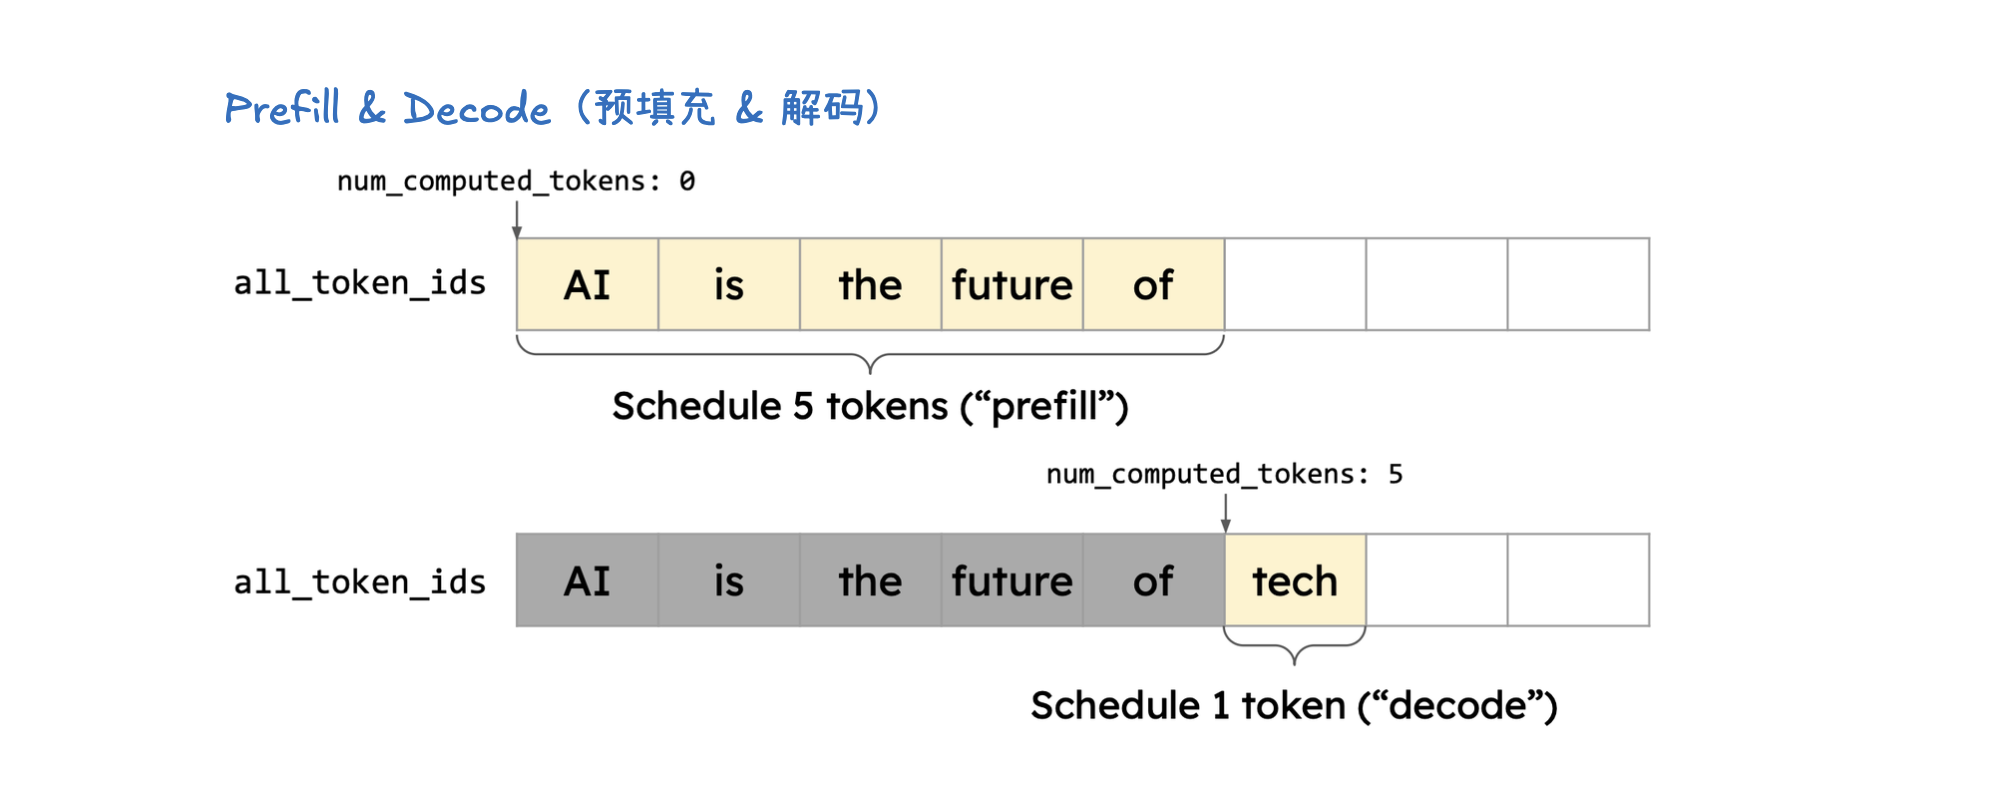 Prefill & Decode（预填充 & 解码）
num_computed_tokens: 0
all_token_ids AI is the future of
Schedule 5 tokens (“prefill”)
num_computed_tokens: 5
all_token_ids AI is the future of tech
Schedule 1 token (“decode”)